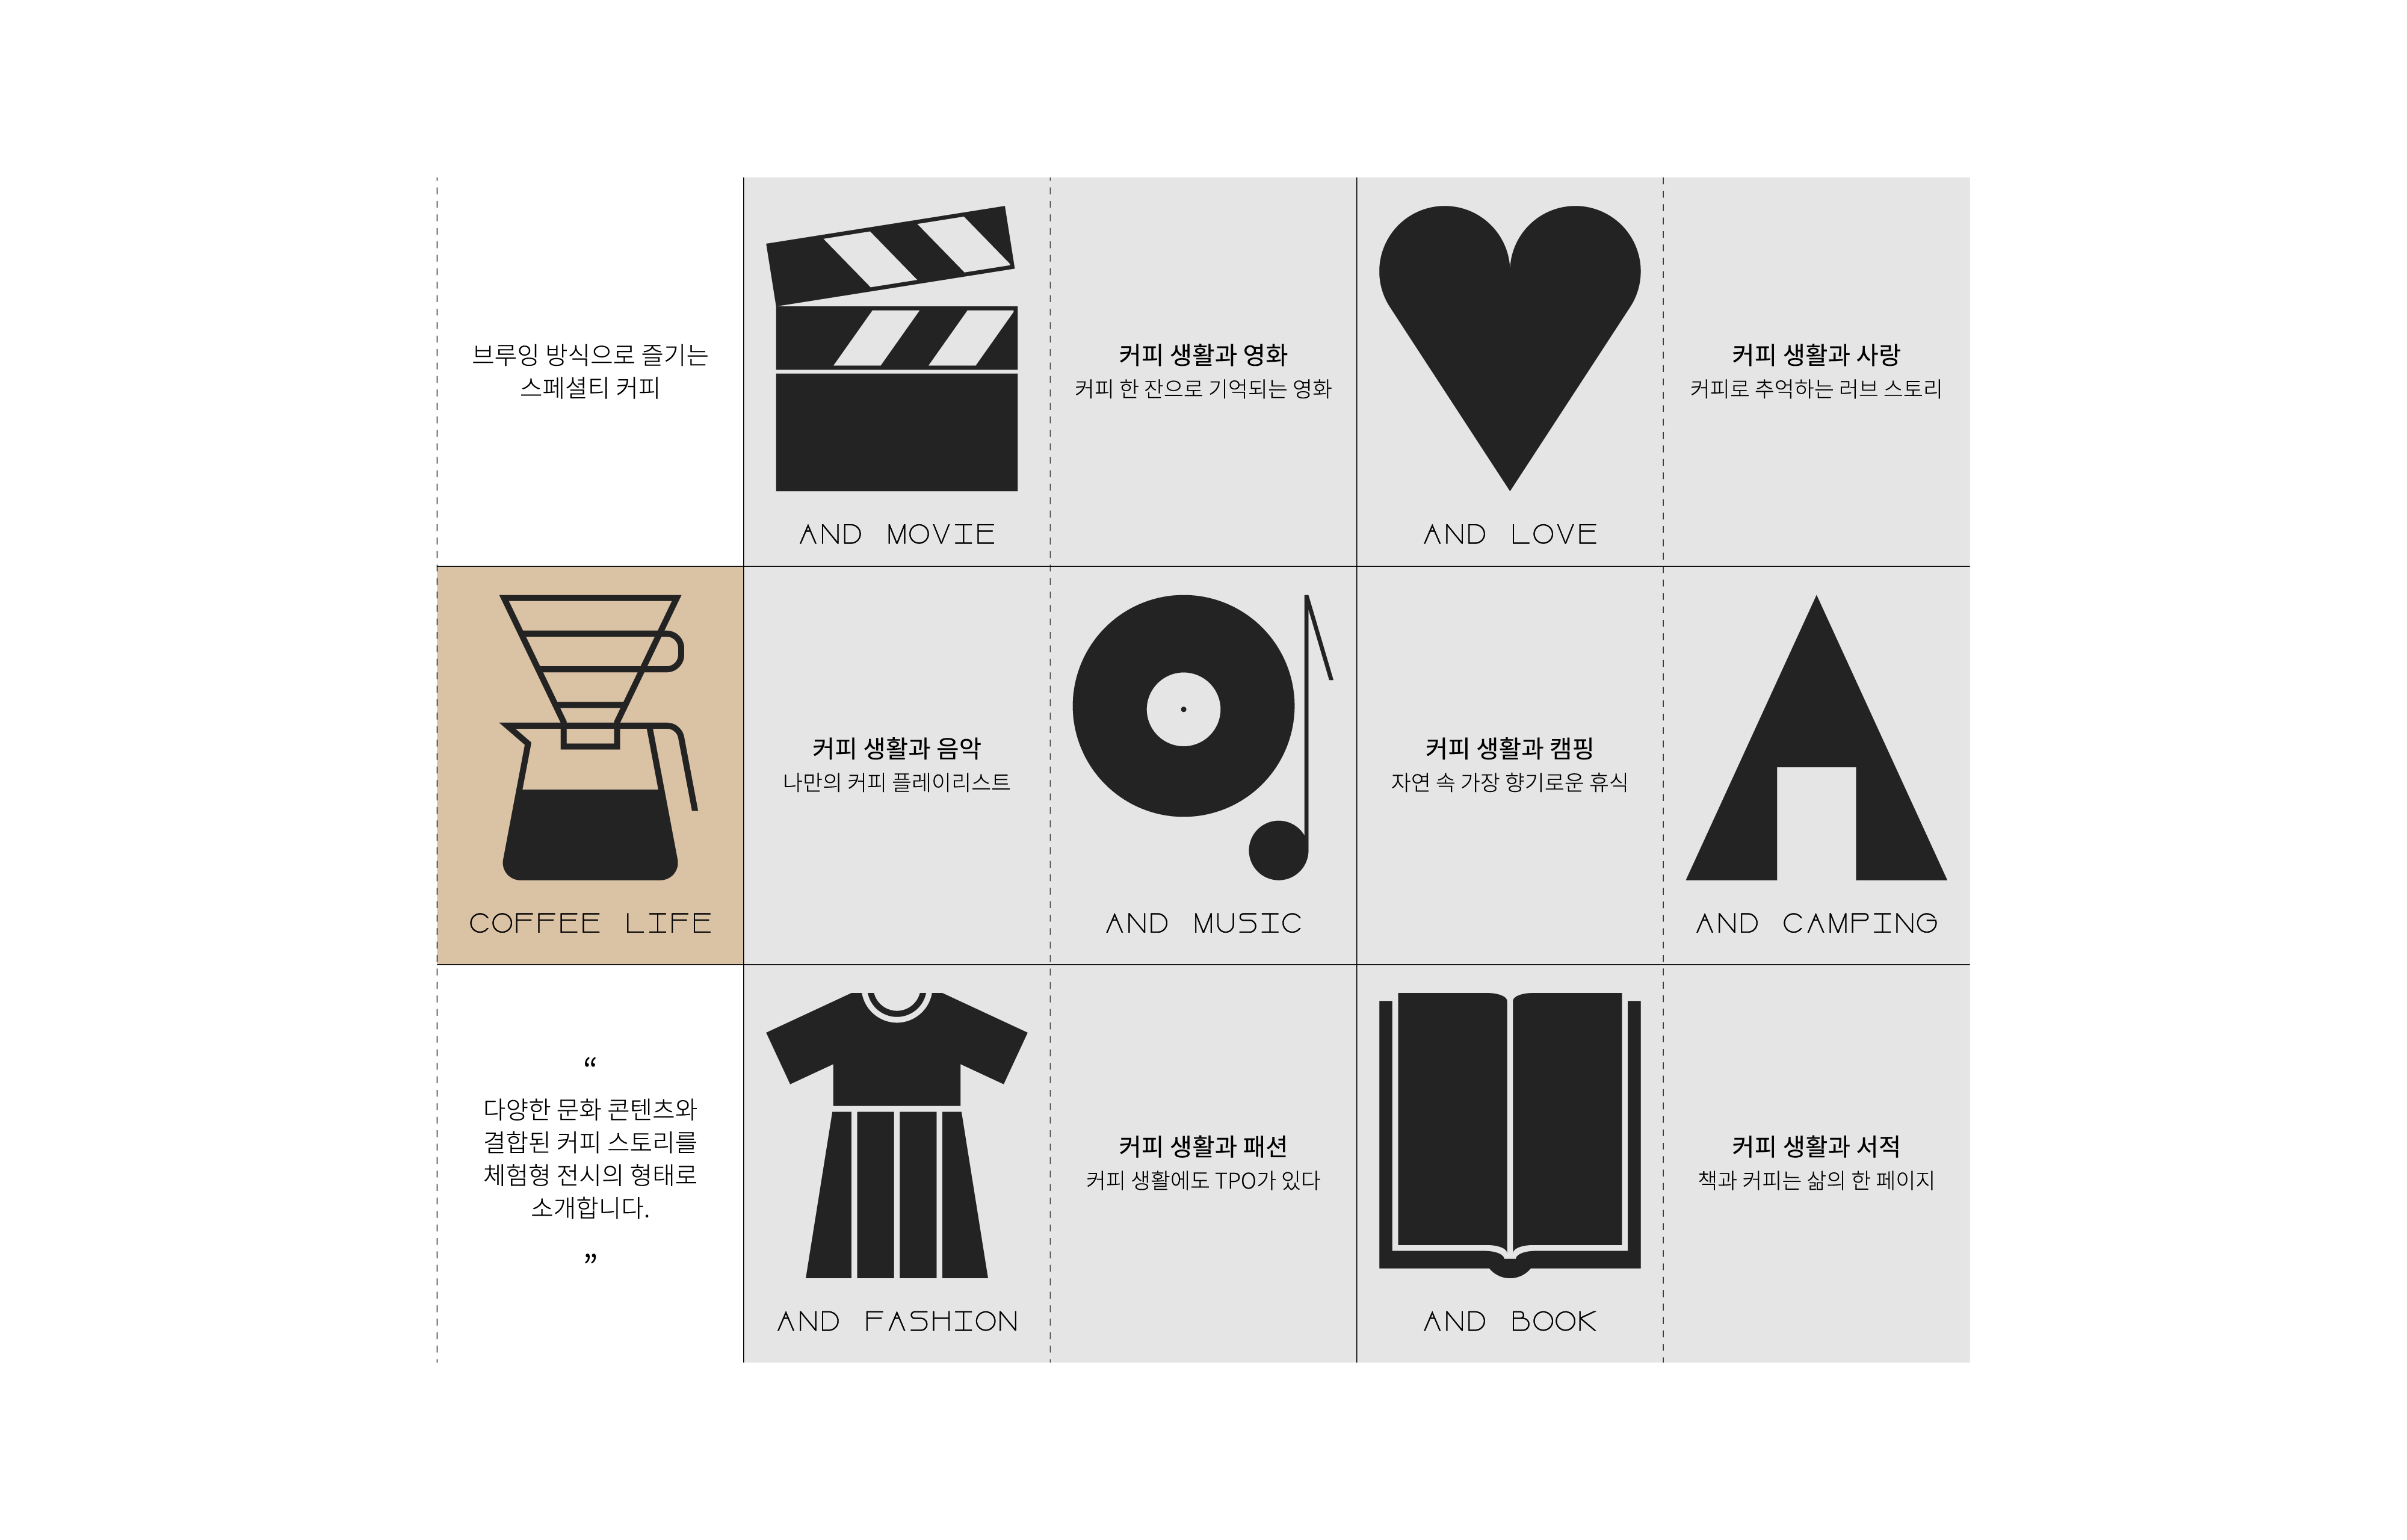 브루잉 방식으로 즐기는
스페셜티 커피
AND MOVIE
커피 생활과 영화
커피 한 잔으로 기억되는 영화
AND LOVE
커피 생활과 사랑
커피로 추억하는 러브 스토리
COFFEE LIFE
커피 생활과 음악
나만의 커피 플레이리스트
AND MUSIC
커피 생활과 캠핑
자연 속 가장 향기로운 휴식
AND CAMPING
“
다양한 문화 콘텐츠와
결합된 커피 스토리를
체험형 전시의 형태로
소개합니다.
”
AND FASHION
커피 생활과 패션
커피 생활에도 TPO가 있다
AND BOOK
커피 생활과 서적
책과 커피는 삶의 한 페이지